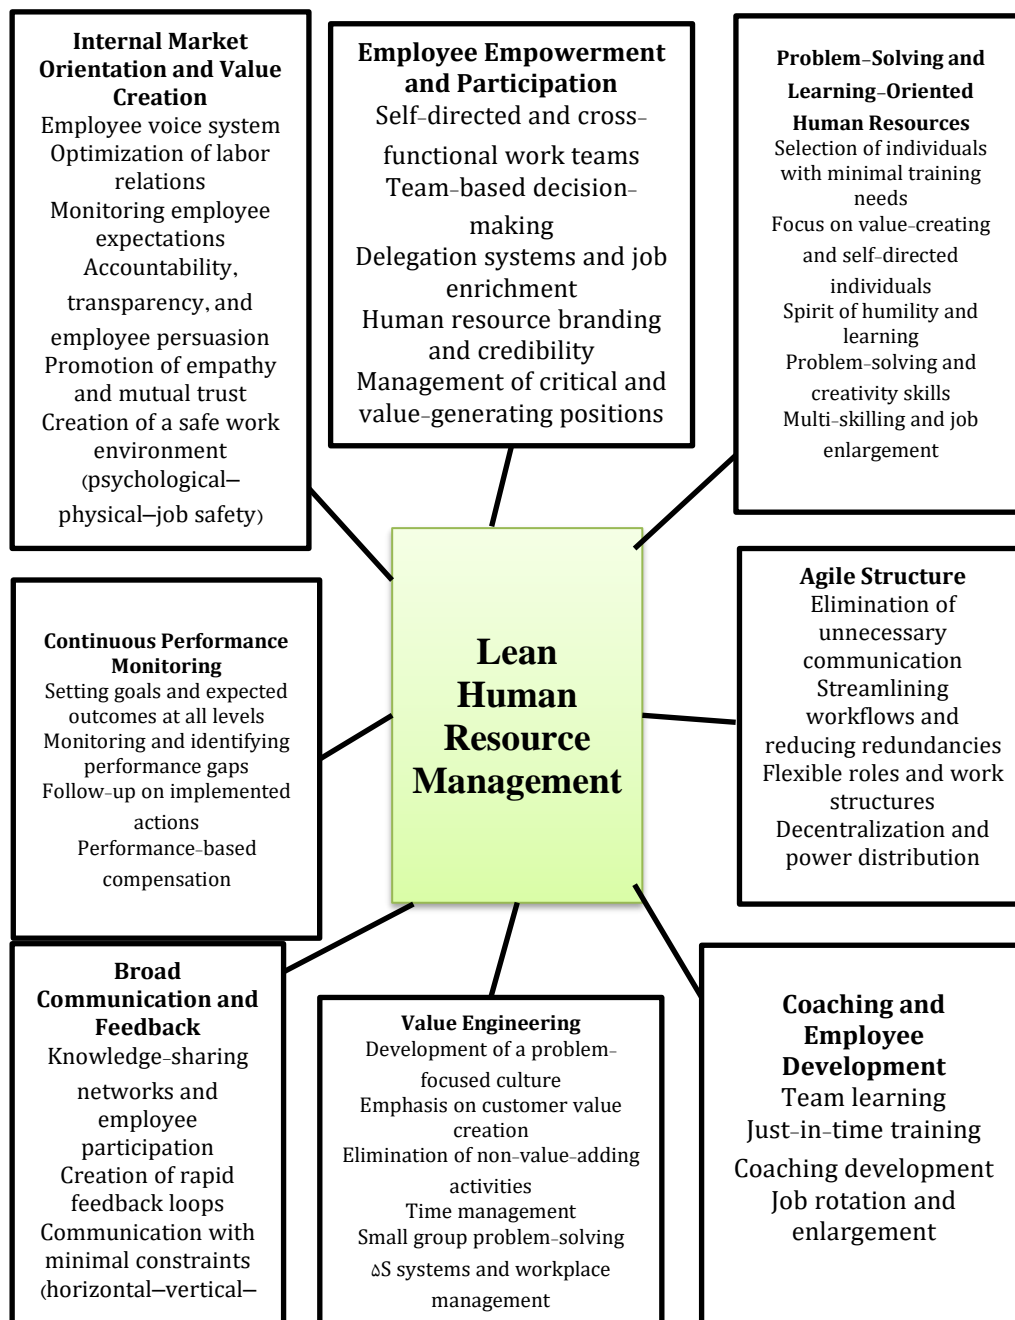 Internal Market
Orientation and Value
Creation
Employee voice system
Optimization of labor
relations
Monitoring employee
expectations
Accountability,
transparency, and
employee persuasion
Promotion of empathy
and mutual trust
Creation of a safe work
environment
(psychological–
physical–job safety)
Employee Empowerment
and Participation
Self-directed and cross-
functional work teams
Team-based decision-
making
Delegation systems and job
enrichment
Human resource branding
and credibility
Management of critical and
value-generating positions
Problem-Solving and
Learning-Oriented
Human Resources
Selection of individuals
with minimal training
needs
Focus on value-creating
and self-directed
individuals
Spirit of humility and
learning
Problem-solving and
creativity skills
Multi-skilling and job
enlargement
Continuous Performance
Monitoring
Setting goals and expected
outcomes at all levels
Monitoring and identifying
performance gaps
Follow-up on implemented
actions
Performance-based
compensation
Lean
Human
Resource
Management
Agile Structure
Elimination of
unnecessary
communication
Streamlining
workflows and
reducing redundancies
Flexible roles and work
structures
Decentralization and
power distribution
Broad
Communication and
Feedback
Knowledge-sharing
networks and
employee
participation
Creation of rapid
feedback loops
Communication with
minimal constraints
(horizontal–vertical–
Value Engineering
Development of a problem-
focused culture
Emphasis on customer value
creation
Elimination of non-value-adding
activities
Time management
Small group problem-solving
۵S systems and workplace
management
Coaching and
Employee
Development
Team learning
Just-in-time training
Coaching development
Job rotation and
enlargement